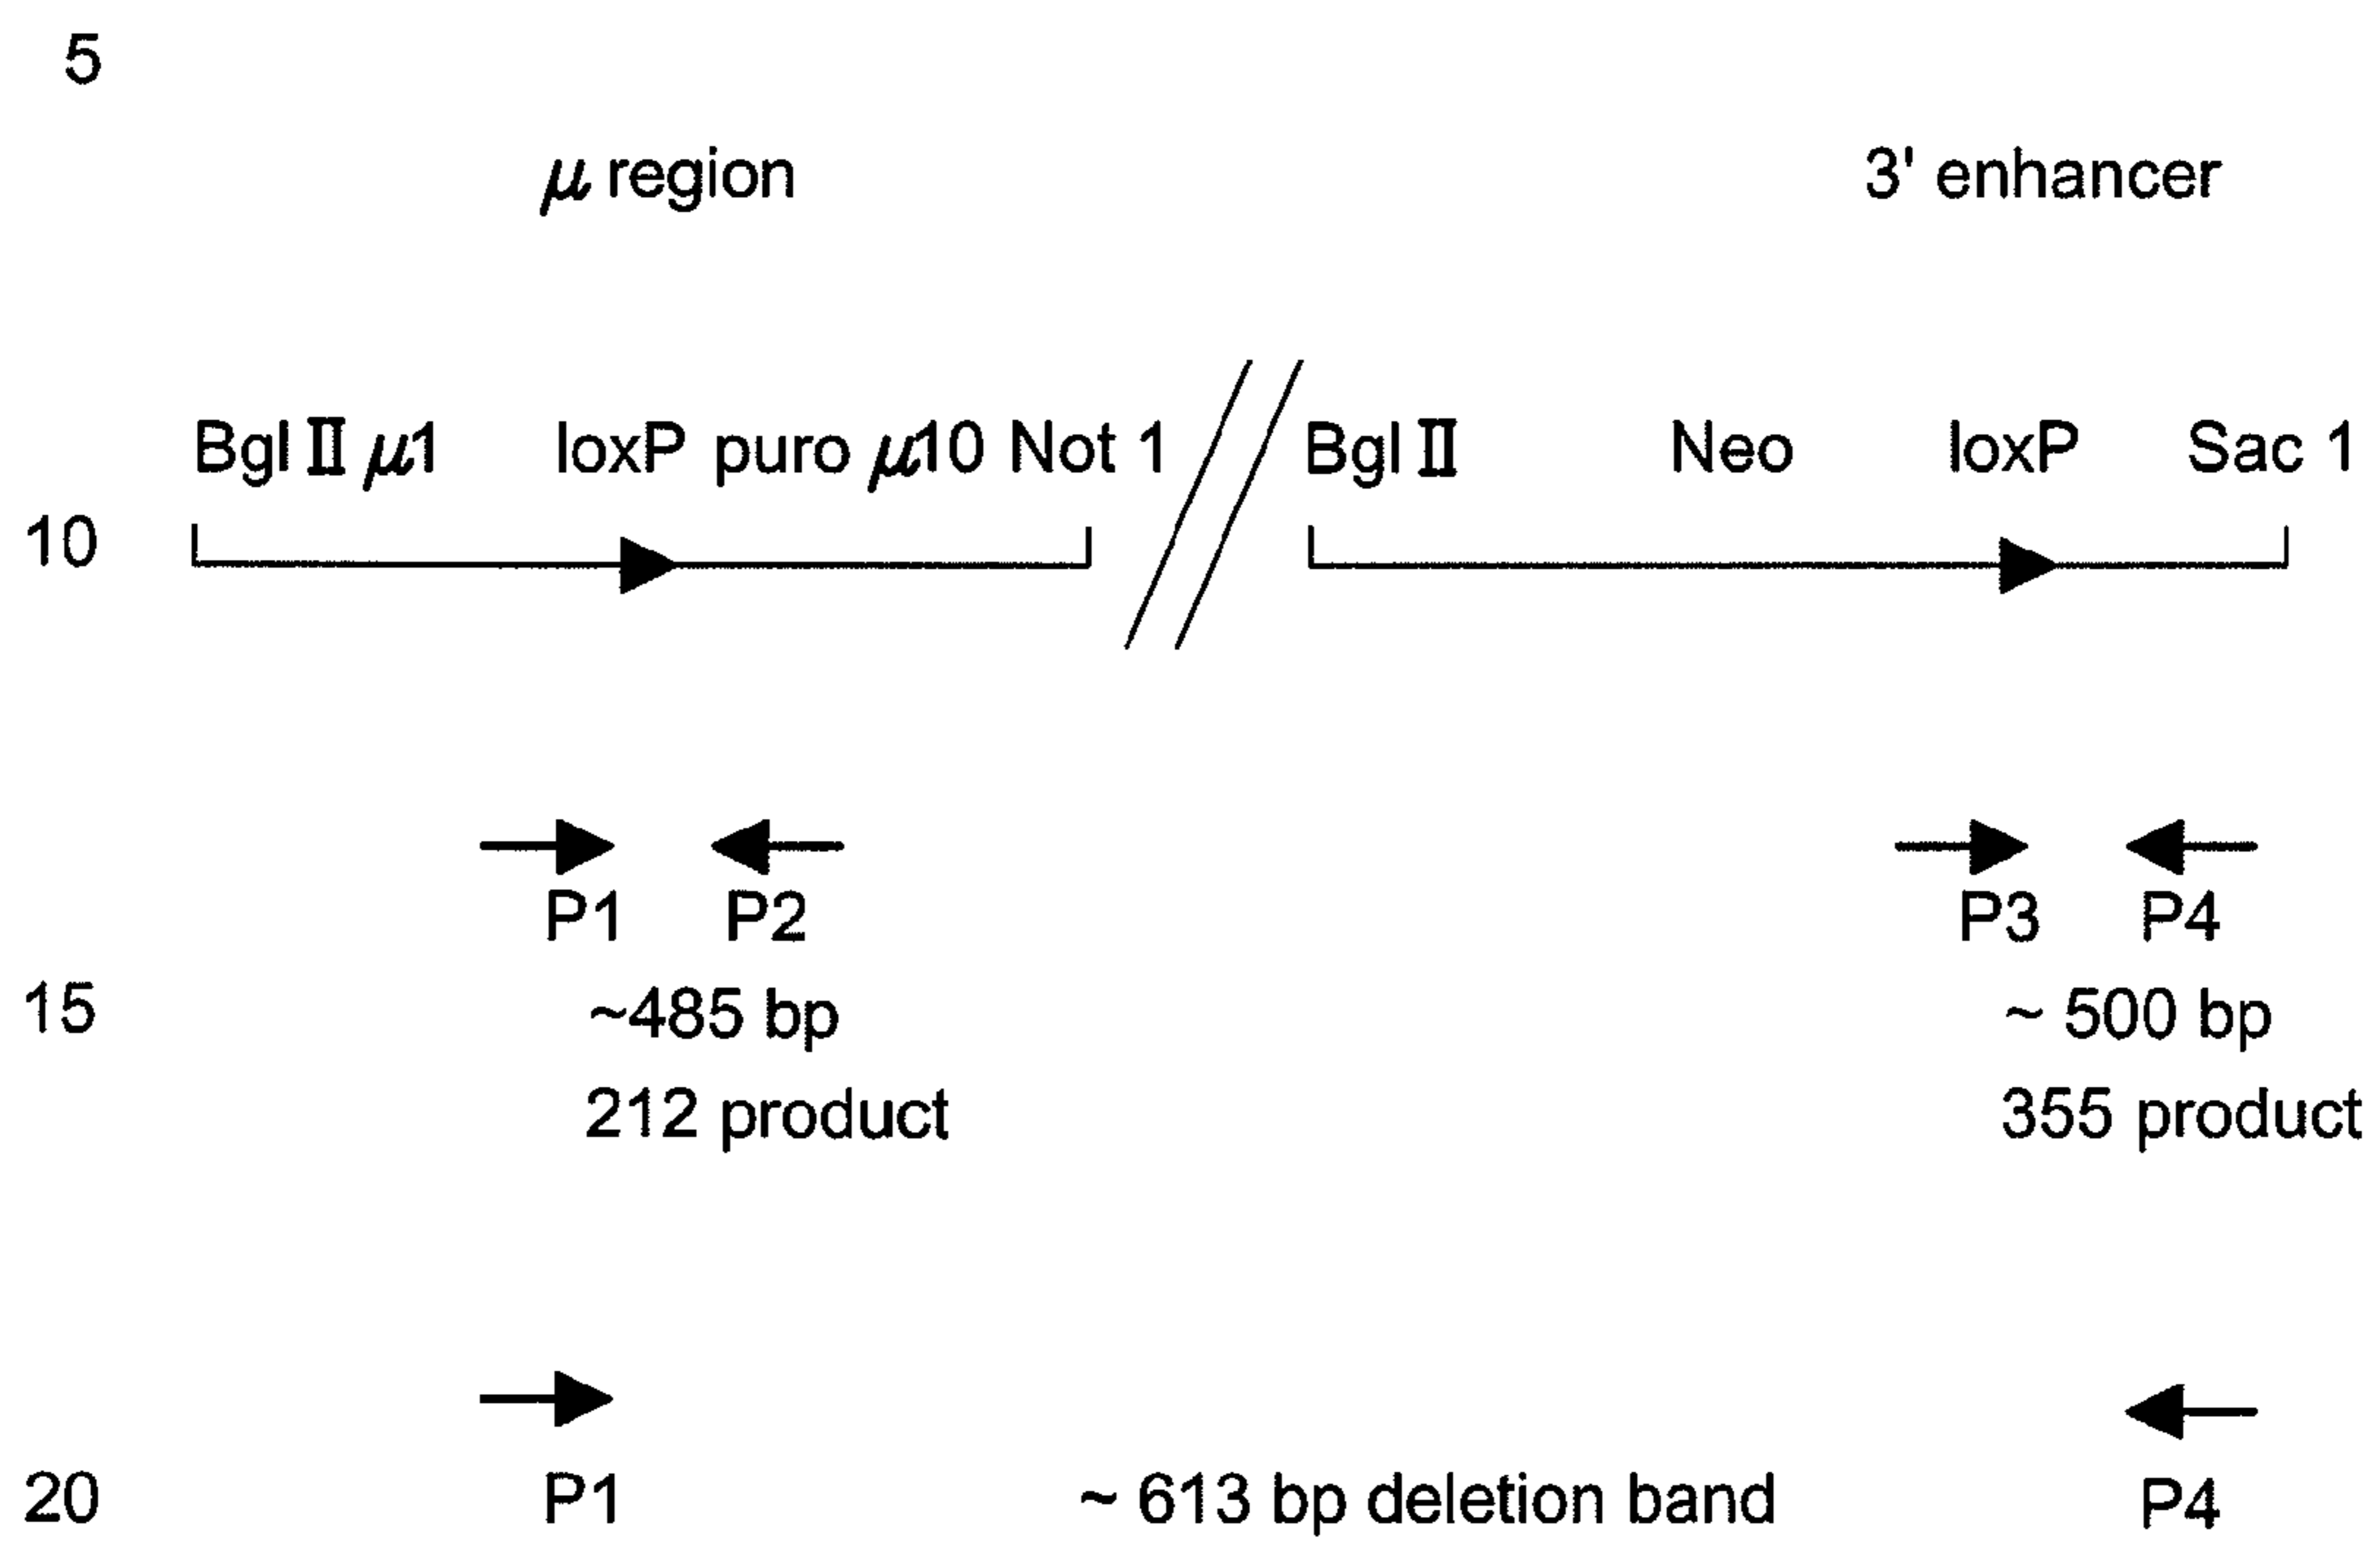 5
μ region 3' enhancer
Bgl II μ1 loxP puro μ10 Not 1 Bgl II Neo loxP Sac 1
10
P1 P2 P3 P4
15 ~485 bp ~ 500 bp
212 product 355 product
20 P1 ~ 613 bp deletion band P4